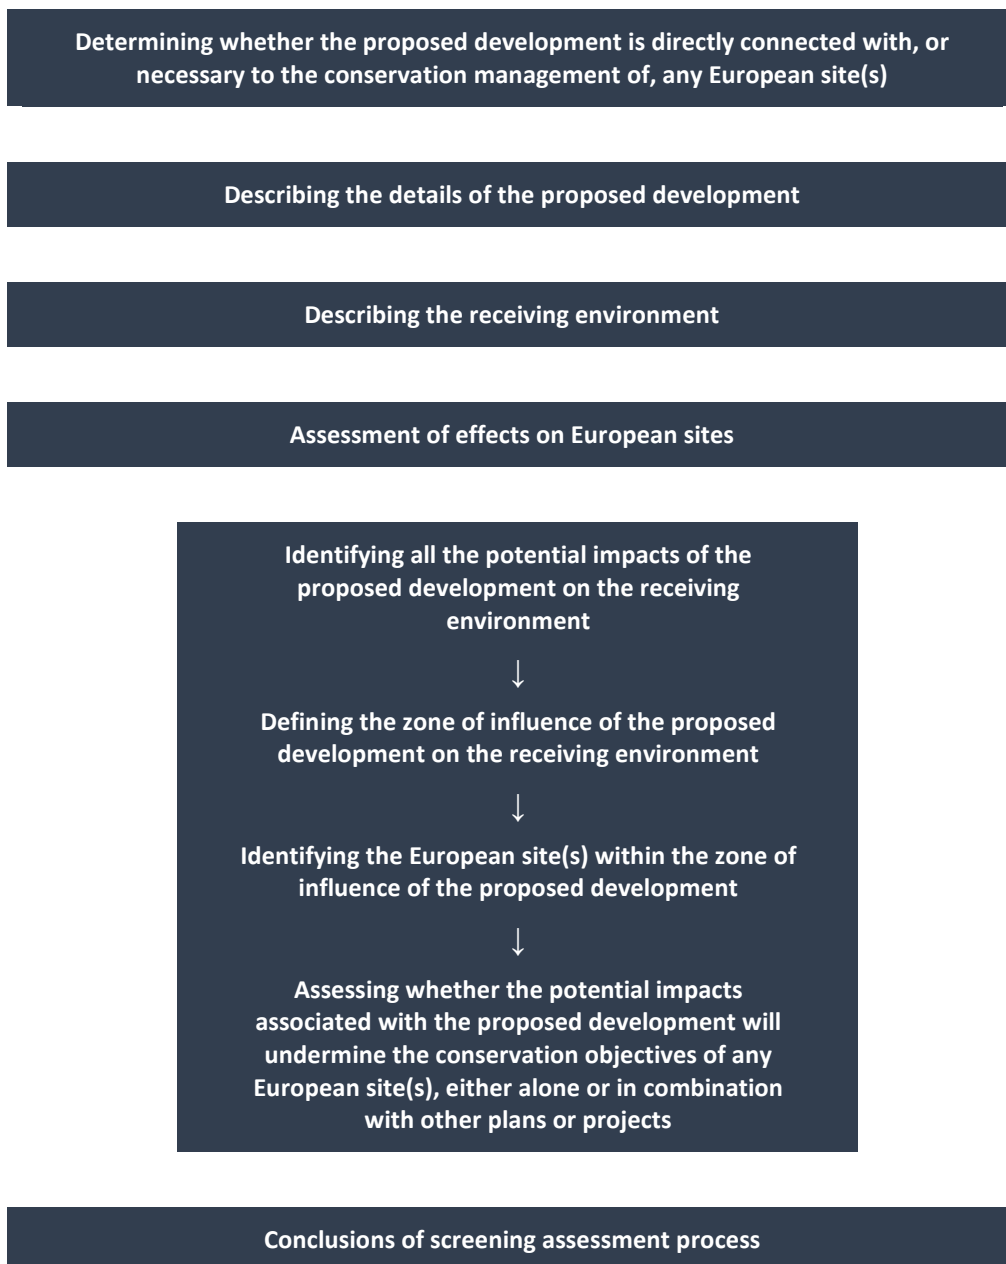 Determining whether the proposed development is directly connected with, or
necessary to the conservation management of, any European site(s)
Describing the details of the proposed development
Describing the receiving environment
Assessment of effects on European sites
Identifying all the potential impacts of the
proposed development on the receiving
environment
↓
Defining the zone of influence of the proposed
development on the receiving environment
↓
Identifying the European site(s) within the zone of
influence of the proposed development
↓
Assessing whether the potential impacts
associated with the proposed development will
undermine the conservation objectives of any
European site(s), either alone or in combination
with other plans or projects
Conclusions of screening assessment process